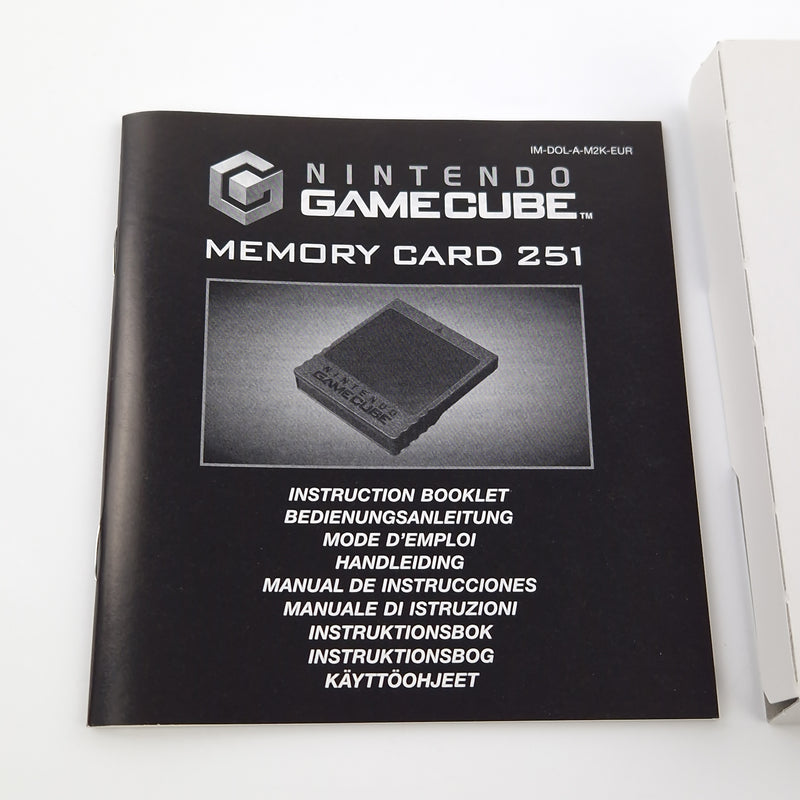 IM-DOL-A-M2K-EUR
NINTENDO
GAMECUBE™
MEMORY CARD 251
NINTENDO
GAMECUBE
INSTRUCTION BOOKLET
BEDIENUNGSANLEITUNG
MODE D'EMPLOI
HANDLEIDING
MANUAL DE INSTRUCCIONES
MANUALE DI ISTRUZIONI
INSTRUKTIONSBOK
INSTRUKTIONSBOG
KÄYTTÖOHJEET